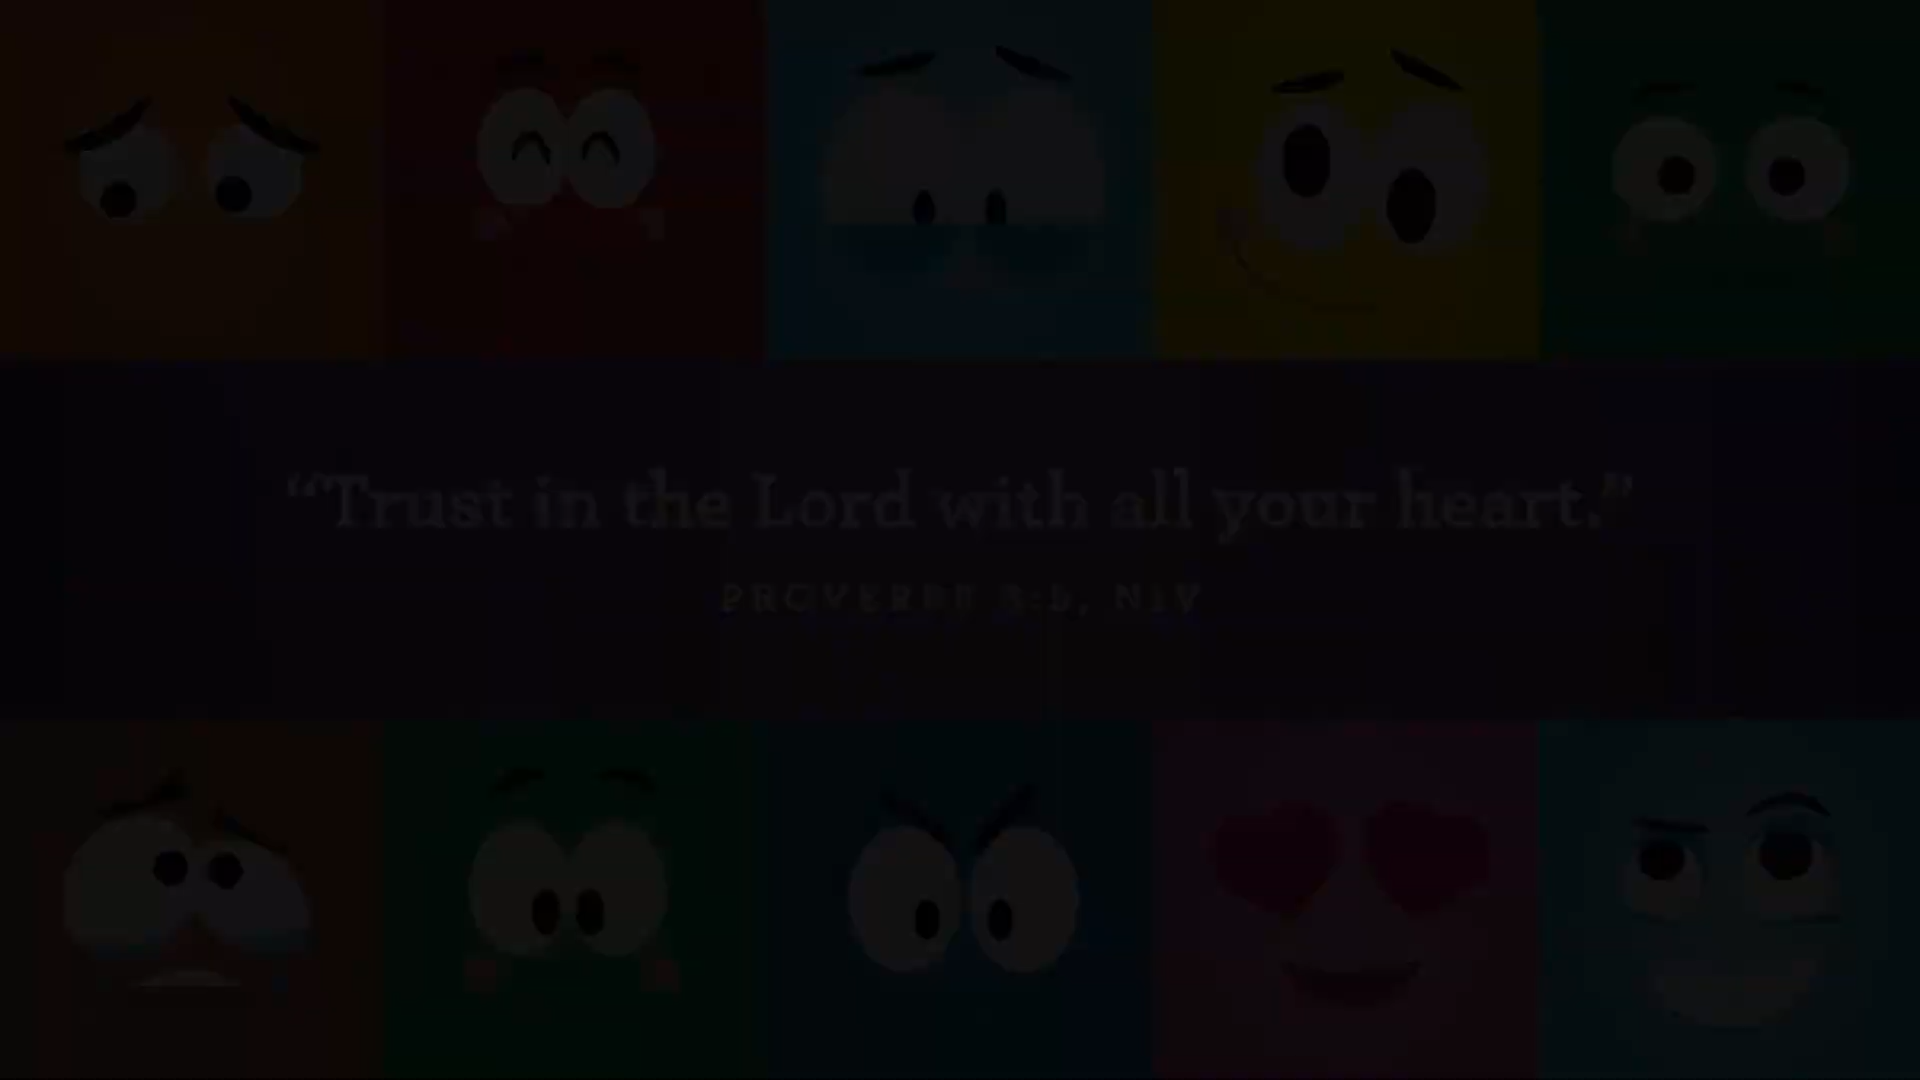 “Trust in the Lord with all your heart.”
PROVERBS 3:5, NIV